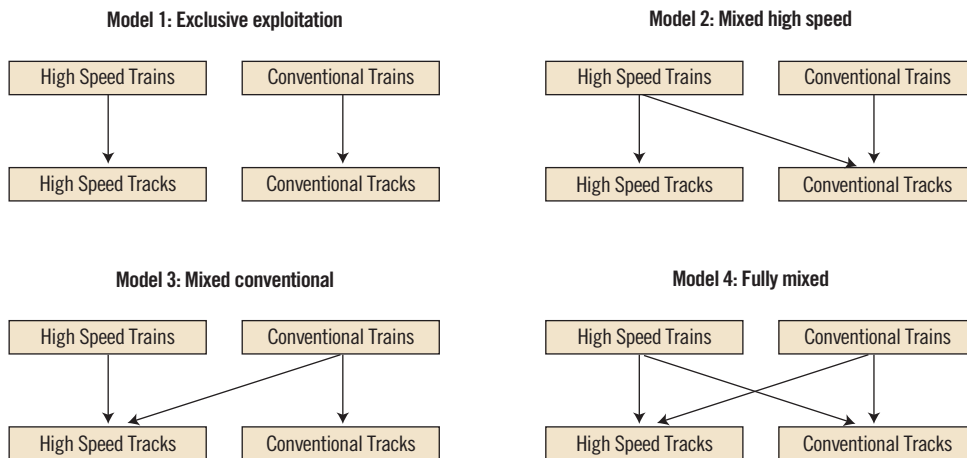 Model 1: Exclusive exploitation
High Speed Trains
Conventional Trains
High Speed Tracks
Conventional Tracks
Model 2: Mixed high speed
High Speed Trains
Conventional Trains
High Speed Tracks
Conventional Tracks
Model 3: Mixed conventional
High Speed Trains
Conventional Trains
High Speed Tracks
Conventional Tracks
Model 4: Fully mixed
High Speed Trains
Conventional Trains
High Speed Tracks
Conventional Tracks